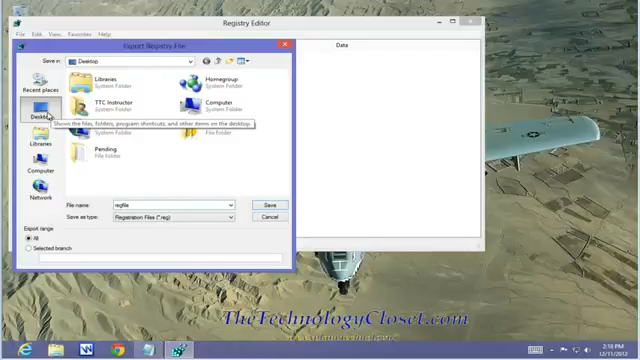 Registry Editor
File Edit View Favorites Help
Export Registry File
Data
Save in: Desktop
Recent places
Desktop
Libraries
Computer
Network
Libraries
System Folder
Homegroup
System Folder
TTC Instructor
System Folder
Computer
System Folder
Shows the files, folders, program shortcuts, and other items on the desktop.
System Folder
File Folder
Pending
File Folder
File name: regfile
Save
Save as type: Registration Files (*.reg)
Cancel
Export range
All
Selected branch
TheTechnologyCloset.com
2:18 PM
12/11/2012